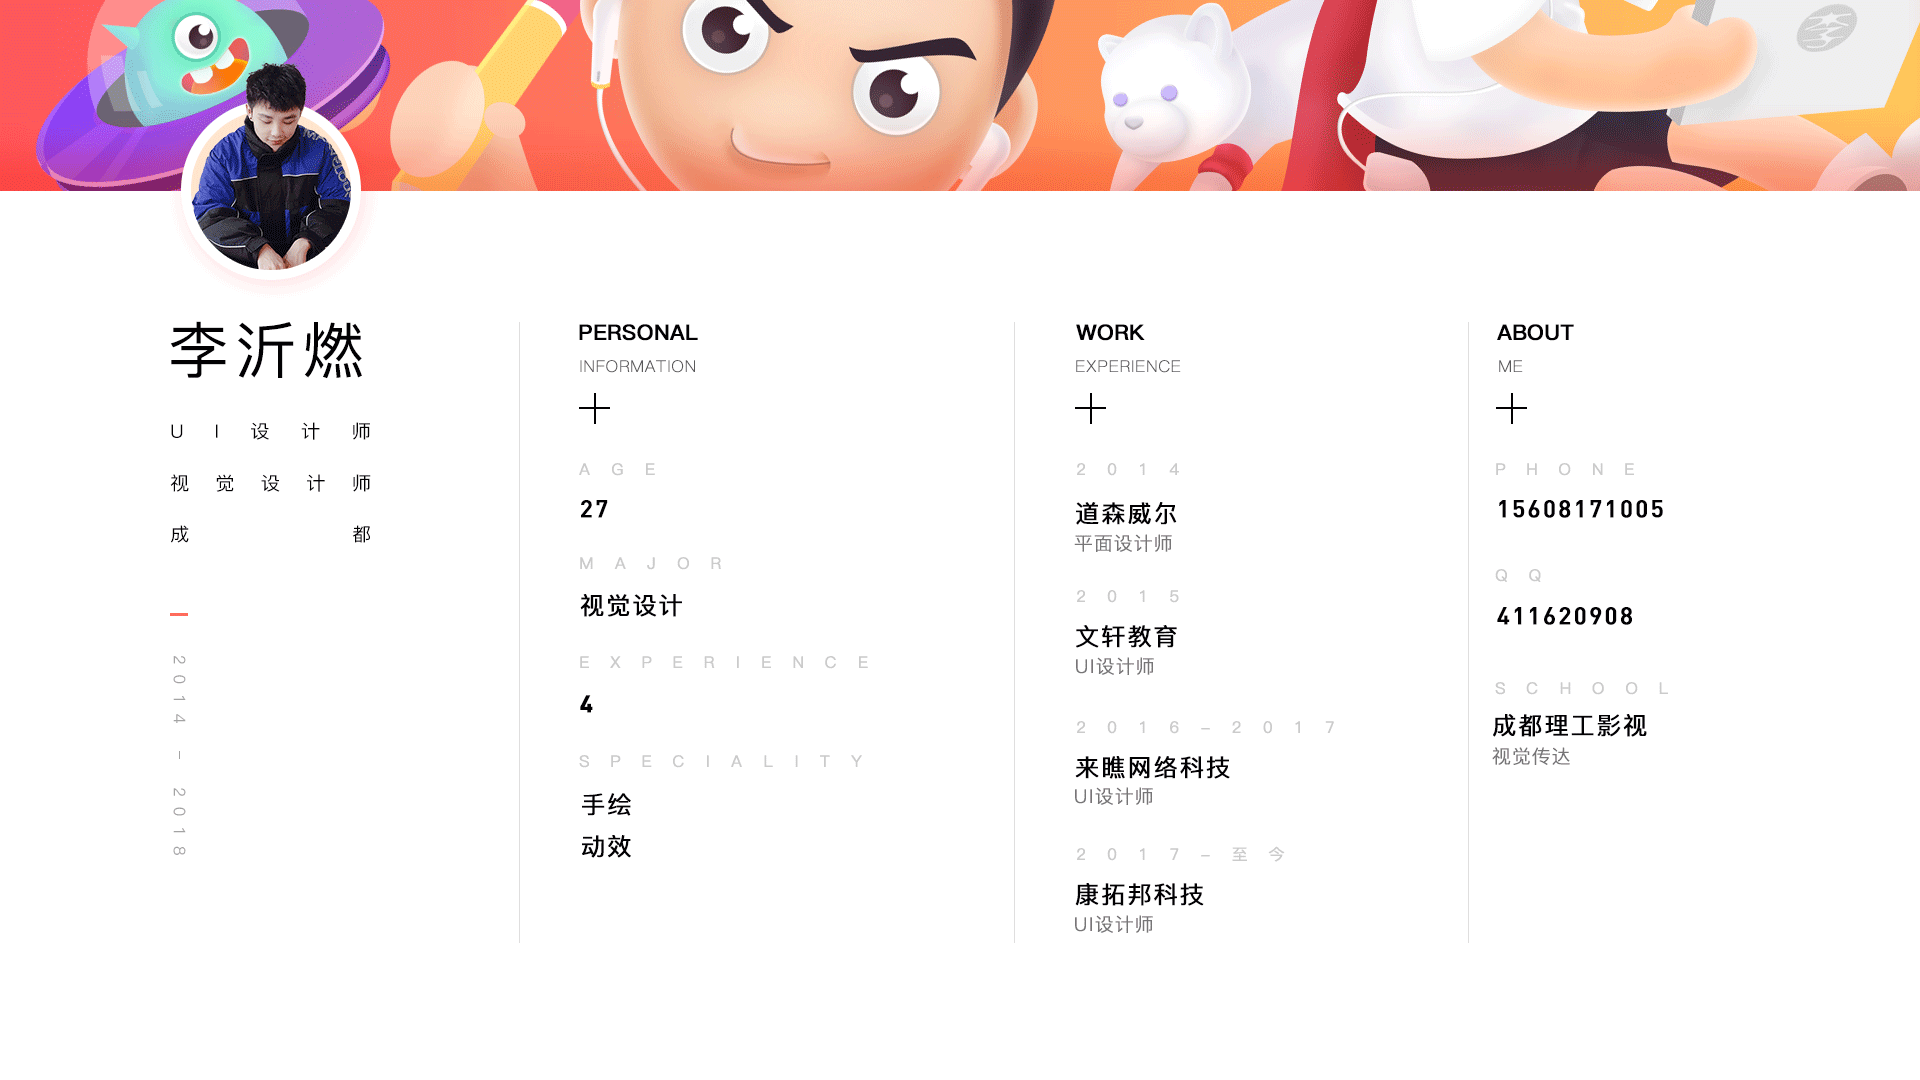 李沂燃
UI设计师
视觉设计师
成都
2014 – 2018
PERSONAL
INFORMATION
AGE
27
MAJOR
视觉设计
EXPERIENCE
4
SPECIALITY
手绘
动效
WORK
EXPERIENCE
2014
道森威尔
平面设计师
2015
文轩教育
UI设计师
2016–2017
来瞧网络科技
UI设计师
2017–至今
康拓邦科技
UI设计师
ABOUT
ME
PHONE
15608171005
QQ
411620908
SCHOOL
成都理工影视
视觉传达